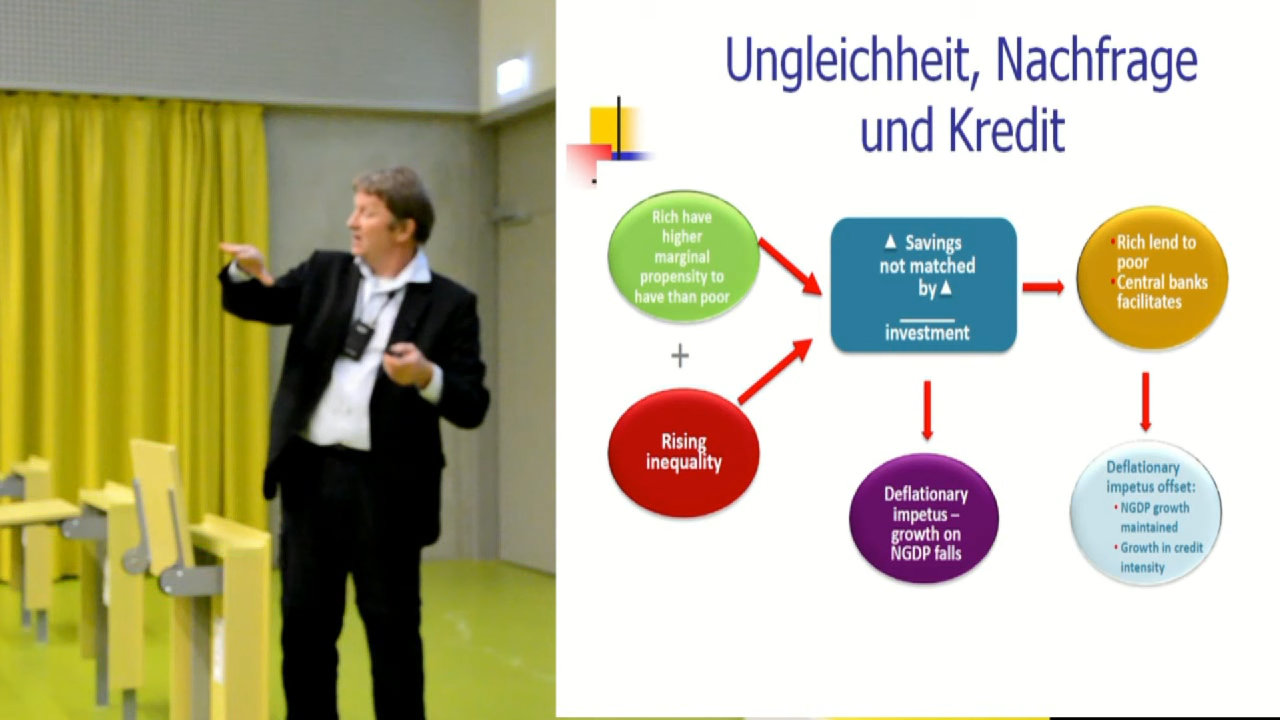 Ungleichheit, Nachfrage
und Kredit
Rich have
higher
marginal
propensity to
have than poor
+
Rising
inequality
▲ Savings
not matched
by ▲
investment
• Rich lend to
poor
• Central banks
facilitates
Deflationary
impetus –
growth on
NGDP falls
Deflationary
impetus offset:
• NGDP growth
maintained
• Growth in credit
intensity